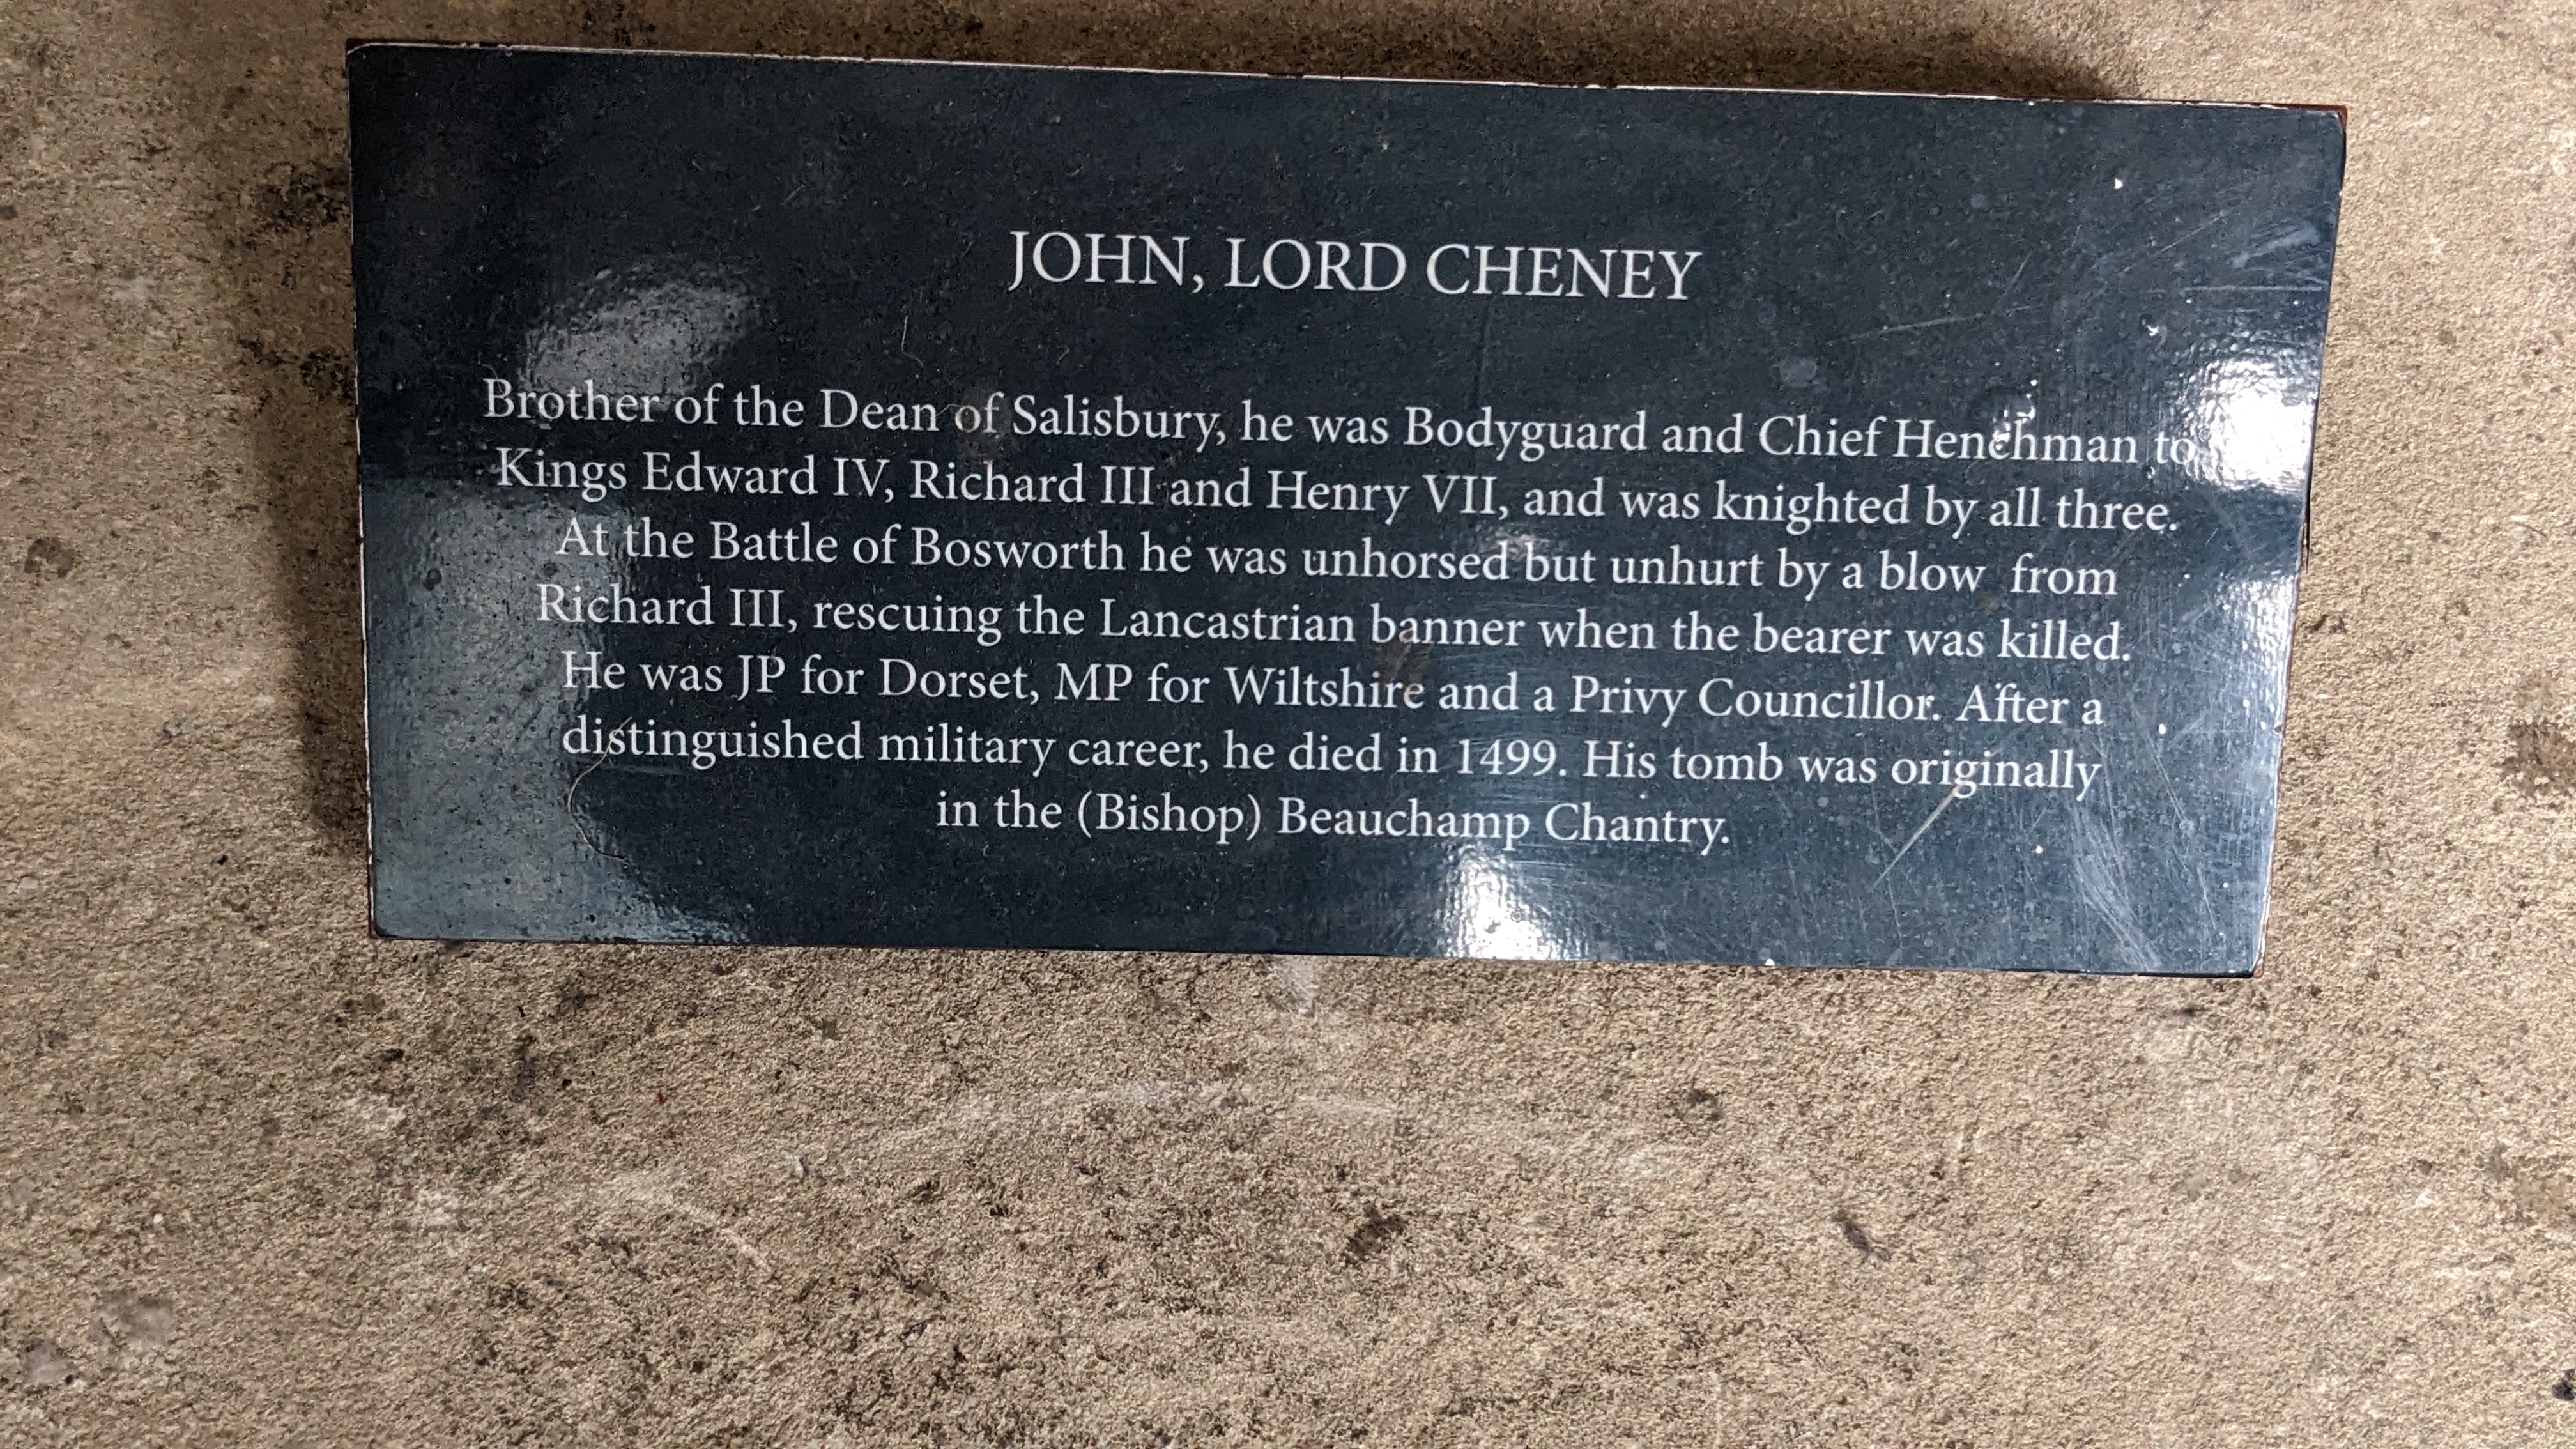 JOHN, LORD CHENEY
Brother of the Dean of Salisbury, he was Bodyguard and Chief Henchman to
Kings Edward IV, Richard III and Henry VII, and was knighted by all three.
At the Battle of Bosworth he was unhorsed but unhurt by a blow from
Richard III, rescuing the Lancastrian banner when the bearer was killed.
He was JP for Dorset, MP for Wiltshire and a Privy Councillor. After a
distinguished military career, he died in 1499. His tomb was originally
in the (Bishop) Beauchamp Chantry.